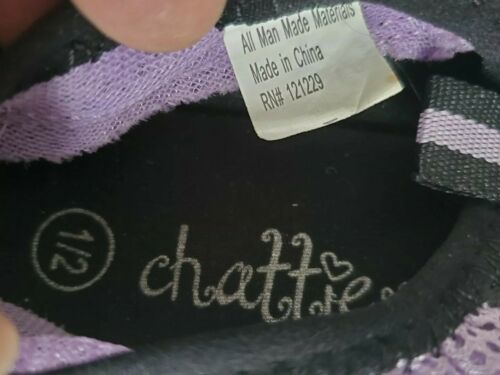 All Man Made Materials
Made in China
RN# 121229
1/2
chattie